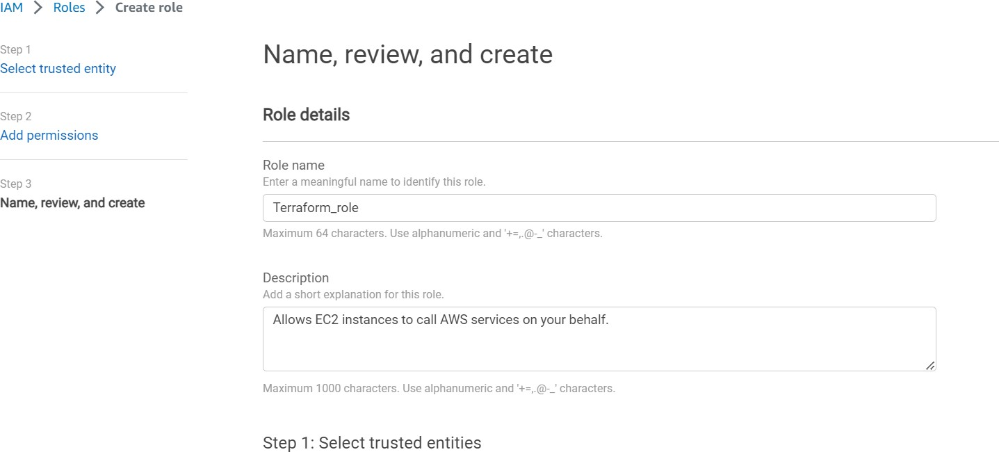 IAM > Roles > Create role
Step 1
Select trusted entity
Step 2
Add permissions
Step 3
Name, review, and create
Name, review, and create
Role details
Role name
Enter a meaningful name to identify this role.
Terraform_role
Maximum 64 characters. Use alphanumeric and '+=,.@-_' characters.
Description
Add a short explanation for this role.
Allows EC2 instances to call AWS services on your behalf.
Maximum 1000 characters. Use alphanumeric and '+=,.@-_' characters.
Step 1: Select trusted entities